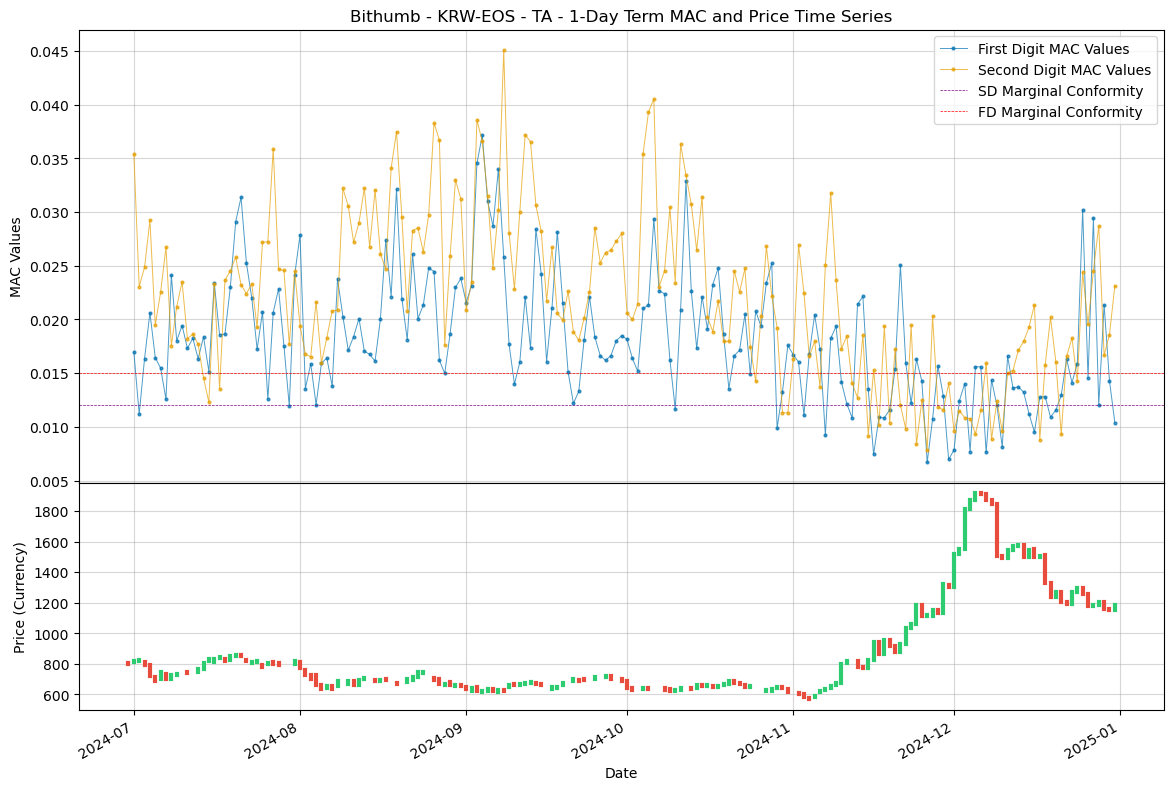 Bithumb - KRW-EOS - TA - 1-Day Term MAC and Price Time Series
First Digit MAC Values
Second Digit MAC Values
SD Marginal Conformity
FD Marginal Conformity
MAC Values
0.045
0.040
0.035
0.030
0.025
0.020
0.015
0.010
0.005
Price (Currency)
1800
1600
1400
1200
1000
800
600
2024-07
2024-08
2024-09
2024-10
2024-11
2024-12
2025-01
Date